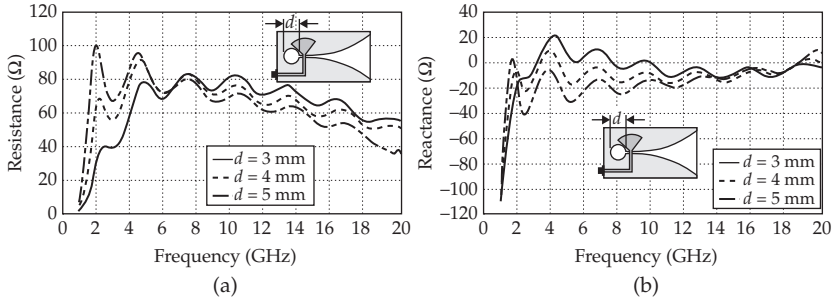 120
100
80
60
40
20
0
Resistance (Ω)
0 2 4 6 8 10 12 14 16 18 20
Frequency (GHz)
d
d = 3 mm
d = 4 mm
d = 5 mm
(a)
40
20
0
−20
−40
−60
−80
−100
−120
Reactance (Ω)
0 2 4 6 8 10 12 14 16 18 20
Frequency (GHz)
d
d = 3 mm
d = 4 mm
d = 5 mm
(b)